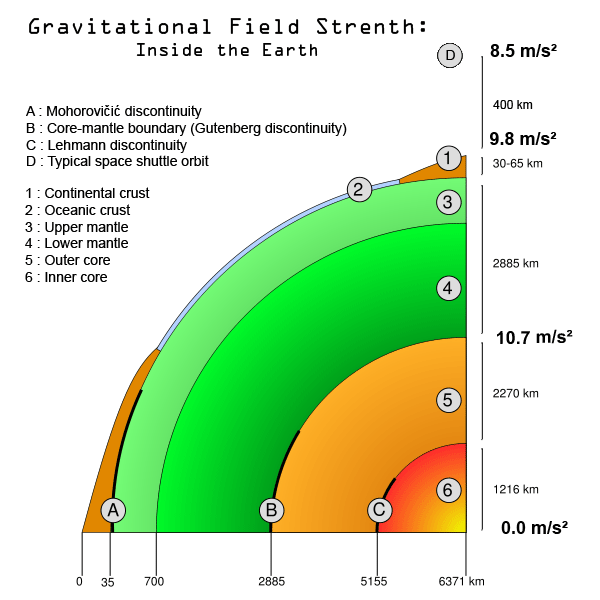 Gravitational Field Strenth:
Inside the Earth
A : Mohorovičić discontinuity
B : Core-mantle boundary (Gutenberg discontinuity)
C : Lehmann discontinuity
D : Typical space shuttle orbit
1 : Continental crust
2 : Oceanic crust
3 : Upper mantle
4 : Lower mantle
5 : Outer core
6 : Inner core
D
8.5 m/s²
400 km
9.8 m/s²
1
30-65 km
2
3
2885 km
4
10.7 m/s²
2270 km
5
6
1216 km
A
B
C
0.0 m/s²
0
35
700
2885
5155
6371 km